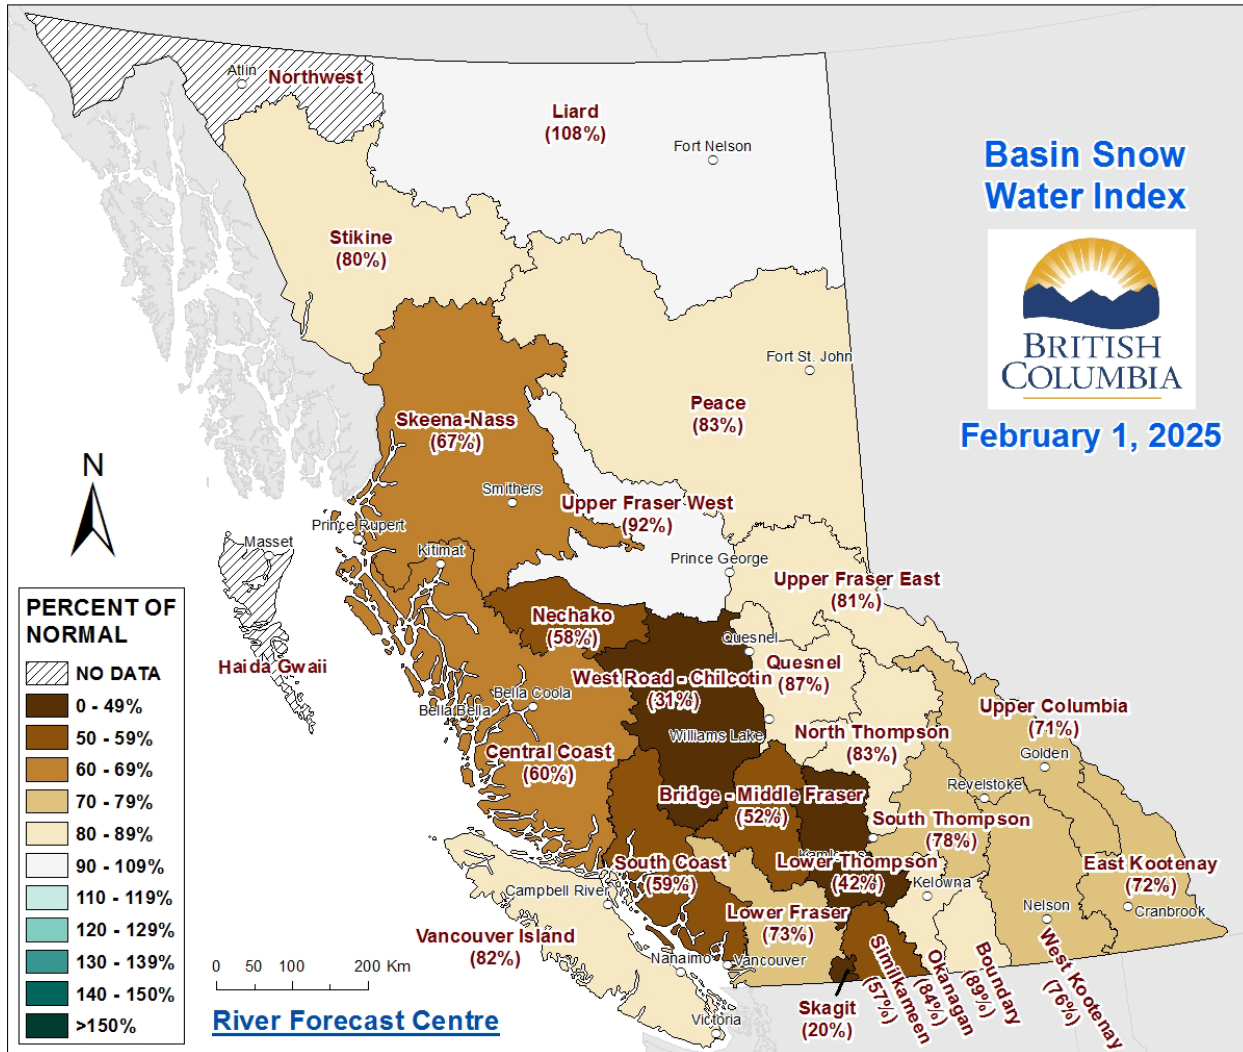 Atlin
Northwest
Liard
(108%)
Fort Nelson
Basin Snow
Water Index
BRITISH
COLUMBIA
February 1, 2025
Stikine
(80%)
Fort St. John
Peace
(83%)
Skeena-Nass
(67%)
N
Smithers
Upper Fraser West
(92%)
Prince Rupert
Masset
Kitimat
Prince George
Upper Fraser East
(81%)
Nechako
(58%)
Quesnel
Quesnel
(87%)
Haida Gwaii
West Road - Chilcotin
(31%)
Bella Coola
Bella Bella
Williams Lake
Upper Columbia
(71%)
Golden
North Thompson
(83%)
Central Coast
(60%)
Revelstoke
Bridge - Middle Fraser
(52%)
South Thompson
(78%)
South Coast
(59%)
Lower Thompson
(42%)
East Kootenay
(72%)
Campbell River
Kelowna
Nelson
Cranbrook
Lower Fraser
(73%)
Vancouver Island
(82%)
Nanaimo
Vancouver
Victoria
Skagit
(20%)
Similkameen
(57%)
Okanagan
(84%)
Boundary
(89%)
West Kootenay
(76%)
PERCENT OF
NORMAL
NO DATA
0 - 49%
50 - 59%
60 - 69%
70 - 79%
80 - 89%
90 - 109%
110 - 119%
120 - 129%
130 - 139%
140 - 150%
>150%
0 50 100 200 Km
River Forecast Centre